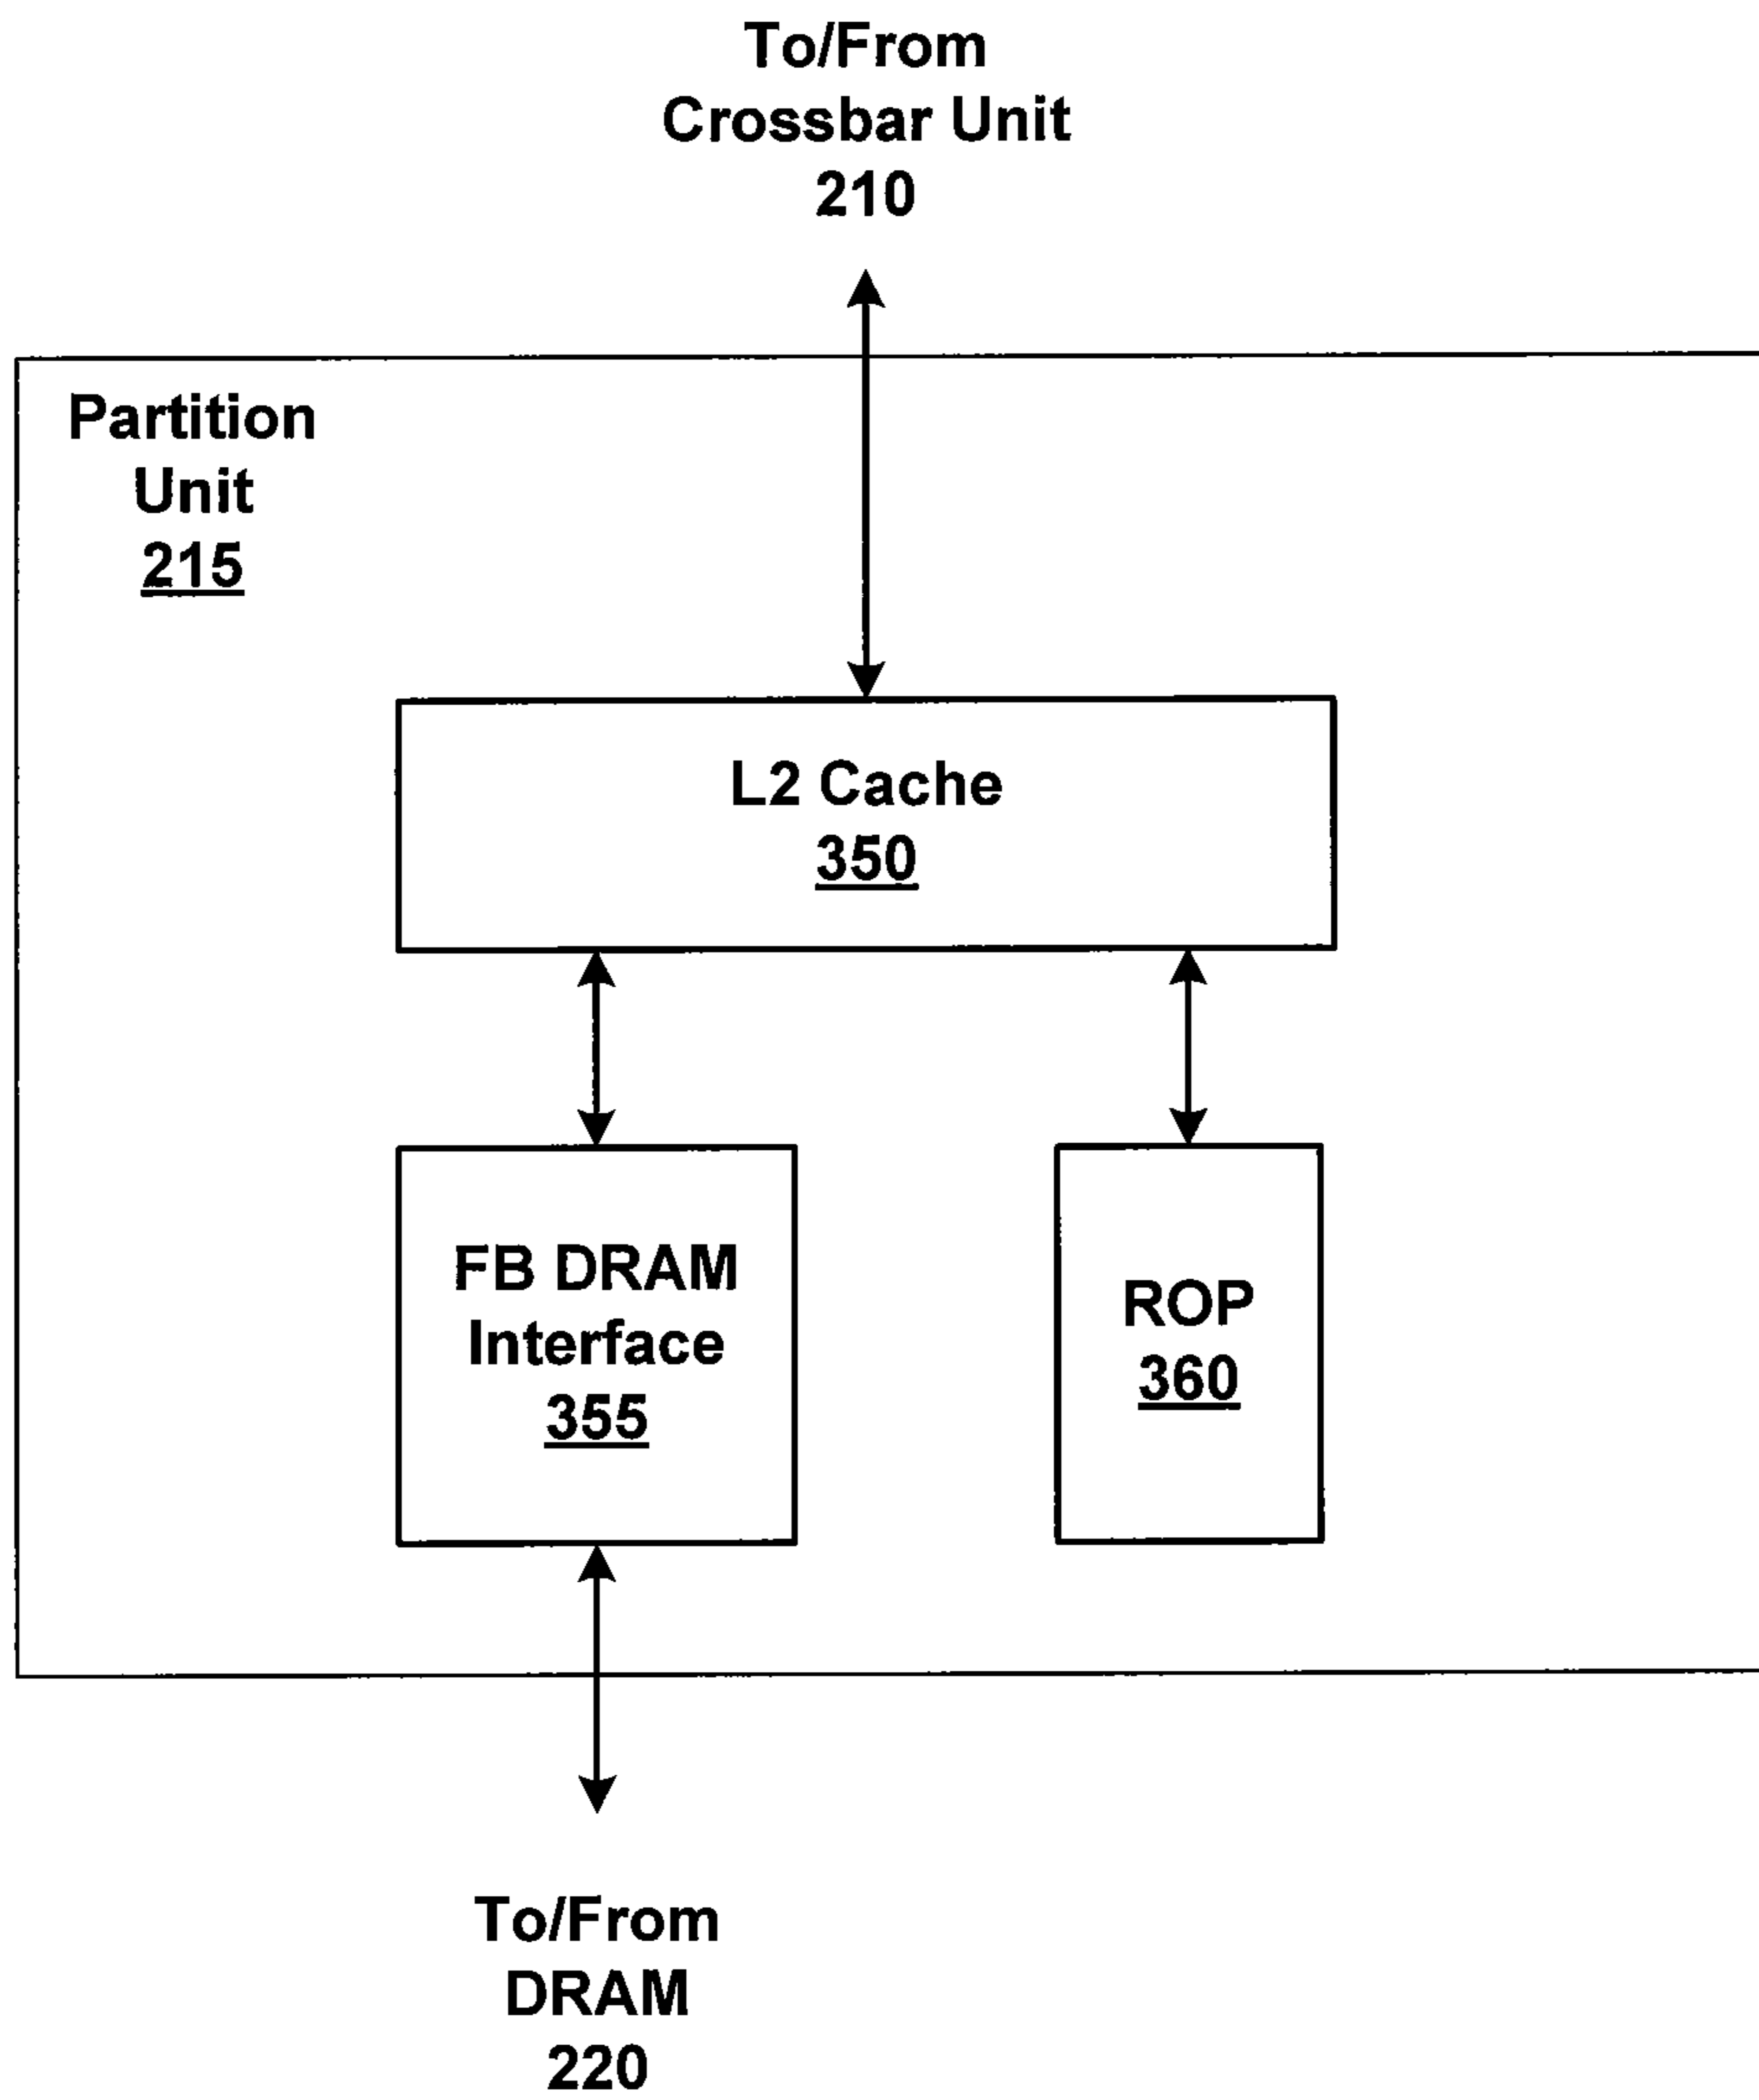 To/From
Crossbar Unit
210
Partition
Unit
215
L2 Cache
350
FB DRAM
Interface
355
ROP
360
To/From
DRAM
220